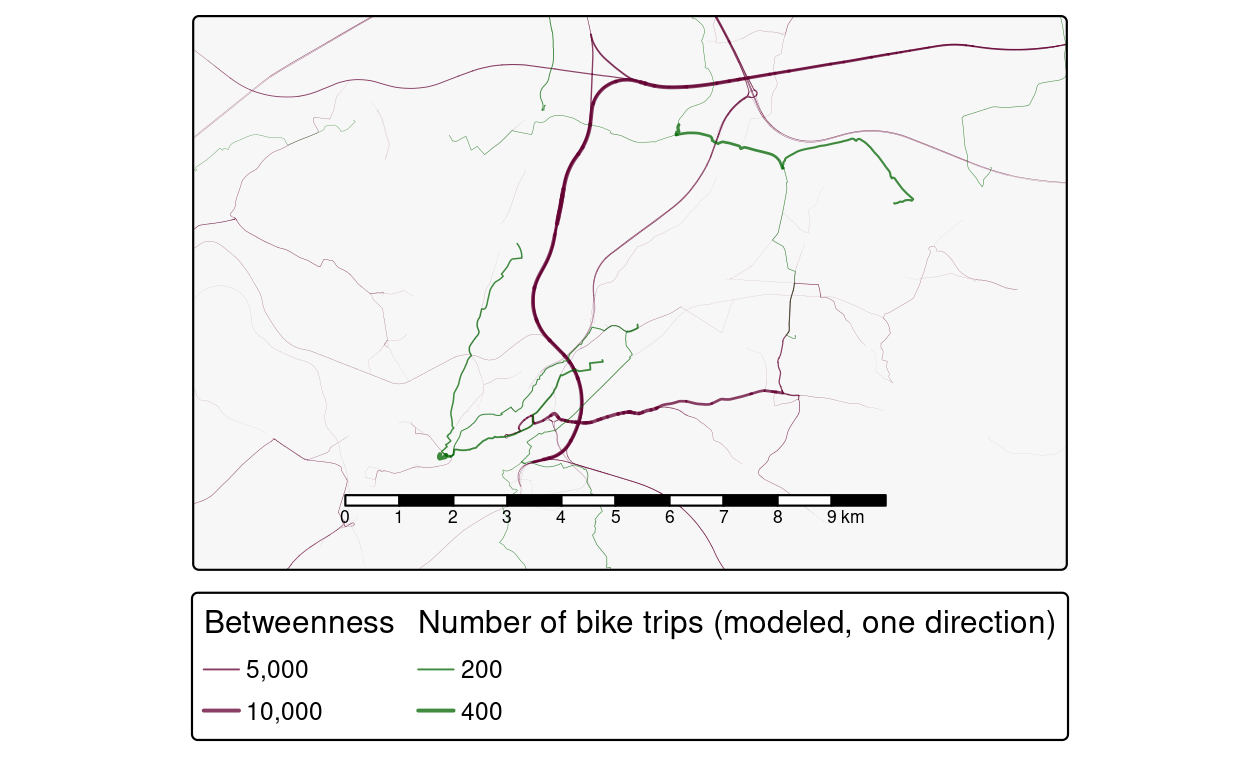 0 1 2 3 4 5 6 7 8 9 km
Betweenness Number of bike trips (modeled, one direction)
5,000 200
10,000 400